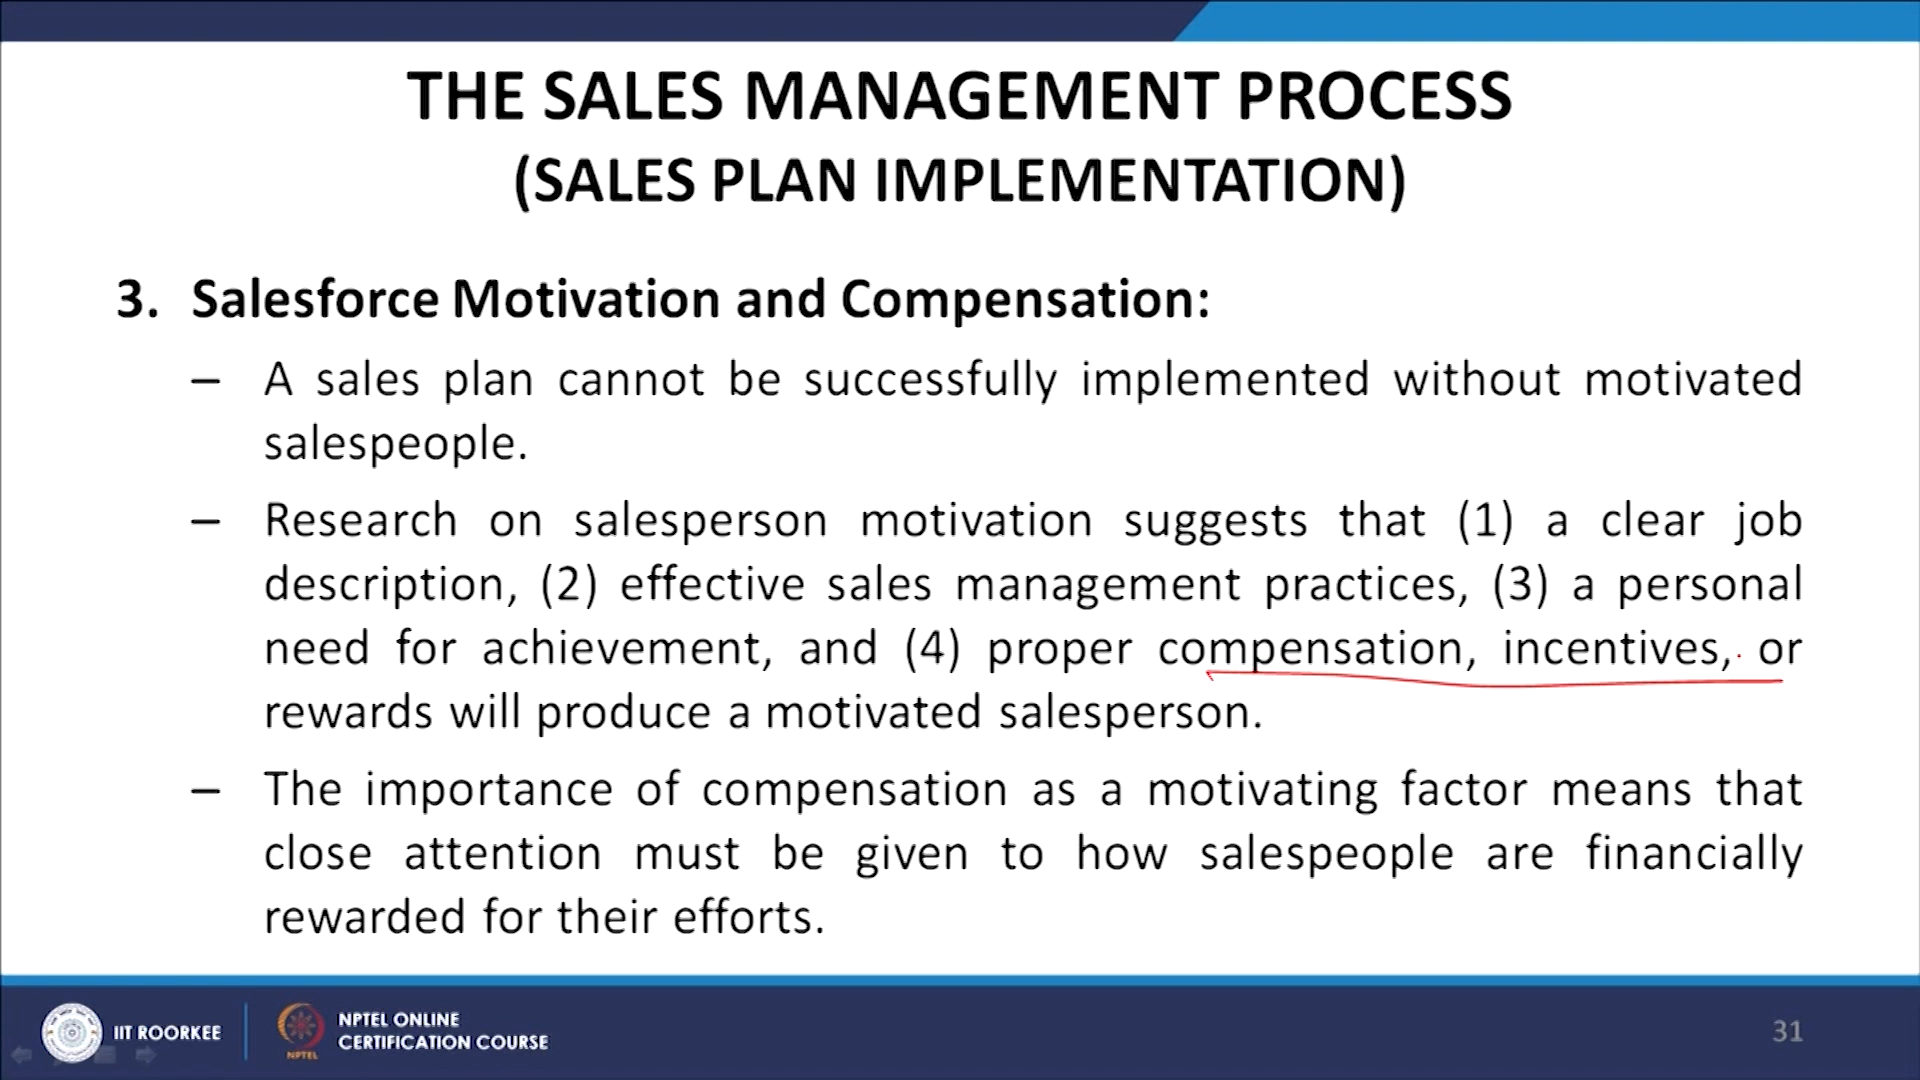 THE SALES MANAGEMENT PROCESS
(SALES PLAN IMPLEMENTATION)
3. Salesforce Motivation and Compensation:
– A sales plan cannot be successfully implemented without motivated
salespeople.
– Research on salesperson motivation suggests that (1) a clear job
description, (2) effective sales management practices, (3) a personal
need for achievement, and (4) proper compensation, incentives, or
rewards will produce a motivated salesperson.
– The importance of compensation as a motivating factor means that
close attention must be given to how salespeople are financially
rewarded for their efforts.
IIT ROORKEE
NPTEL
NPTEL ONLINE
CERTIFICATION COURSE
31